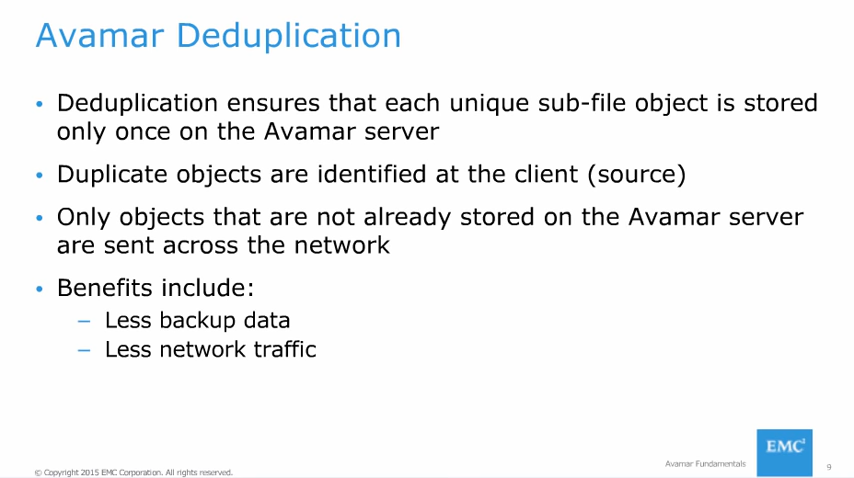 Avamar Deduplication
• Deduplication ensures that each unique sub-file object is stored
only once on the Avamar server
• Duplicate objects are identified at the client (source)
• Only objects that are not already stored on the Avamar server
are sent across the network
• Benefits include:
– Less backup data
– Less network traffic
© Copyright 2015 EMC Corporation. All rights reserved.
Avamar Fundamentals
EMC²
9